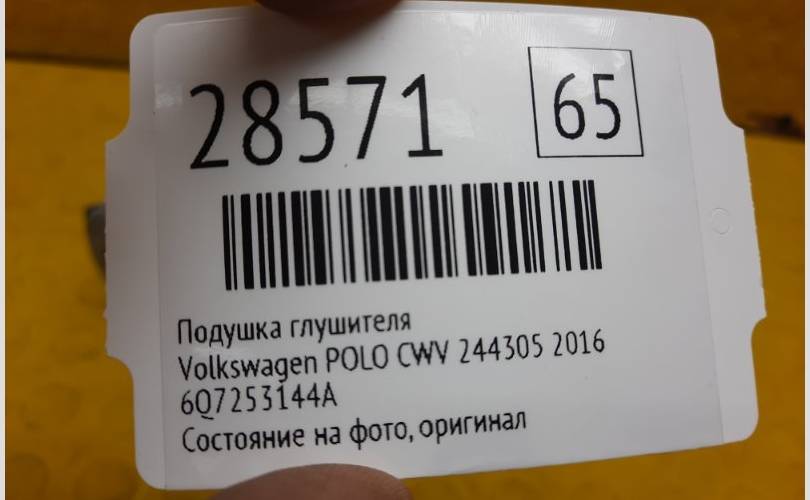 28571
65
Подушка глушителя
Volkswagen POLO CWV 244305 2016
6Q7253144A
Состояние на фото, оригинал